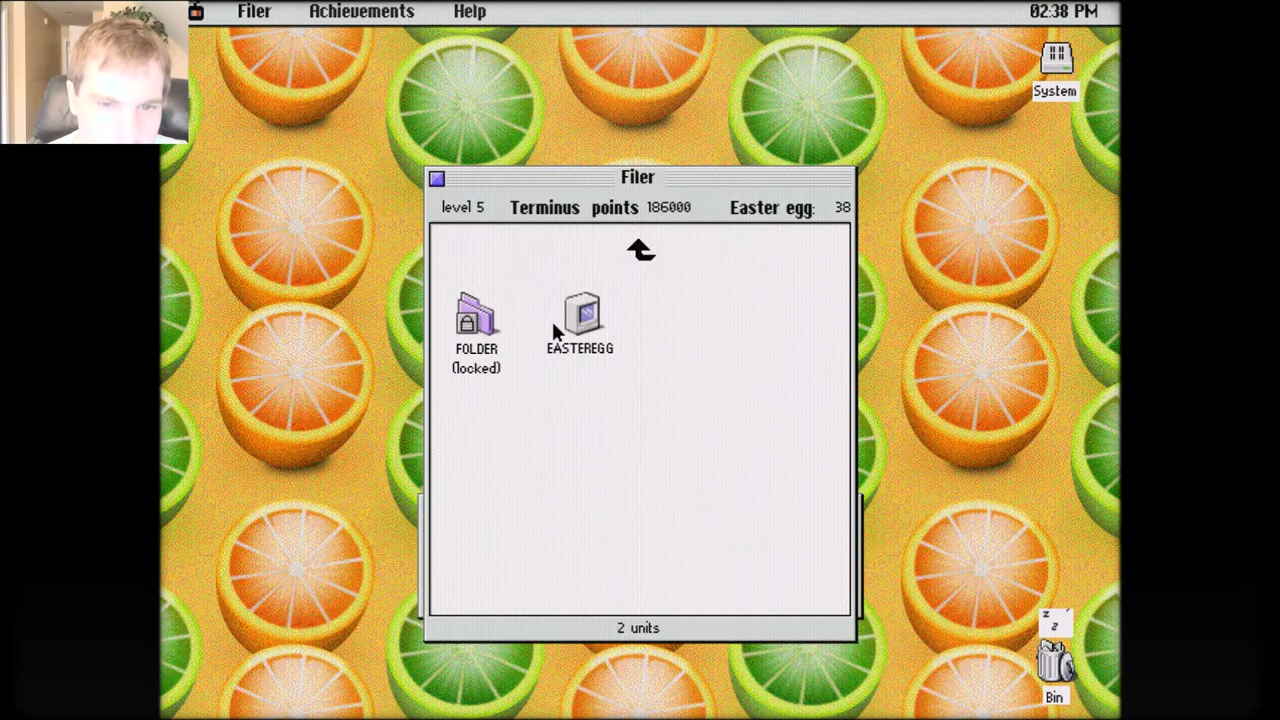 Filer Achievements Help 02:38 PM
System
Filer
level 5 Terminus points 186000 Easter egg: 38
FOLDER
(locked)
EASTEREGG
2 units
z
z
Bin